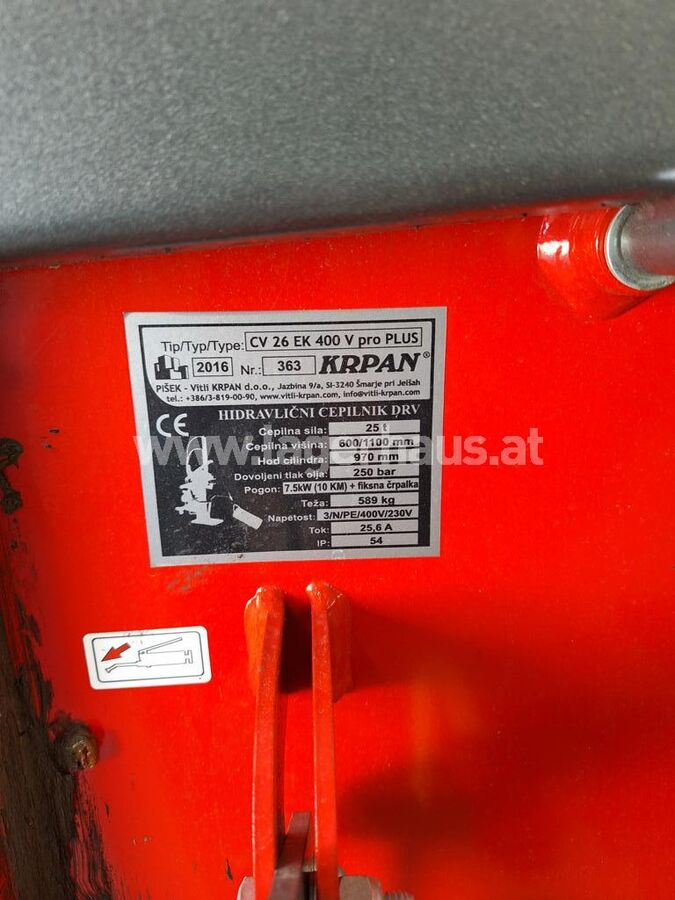 Tip/Typ/Type: CV 26 EK 400 V pro PLUS
2016 Nr.: 363 KRPAN®
PIŠEK - Vitli KRPAN d.o.o., Jazbina 9/a, SI-3240 Šmarje pri Jelšah
tel.: +386/3-819-00-90, www.vitli-krpan.com, info@vitli-krpan.com
HIDRAVLIČNI CEPILNIK DRV
CE
Cepilna sila: 25 t
Cepilna višina: 600/1100 mm
Hod cilindra: 970 mm
Dovoljeni tlak olja: 250 bar
Pogon: 7.5kW (10 KM) + fiksna črpalka
Teža: 589 kg
Napetost: 3/N/PE/400V/230V
Tok: 25,6 A
IP: 54
www.lagerhaus.at